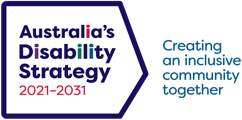 Australia's
Disability
Strategy
2021-2031
Creating
an inclusive
community
together